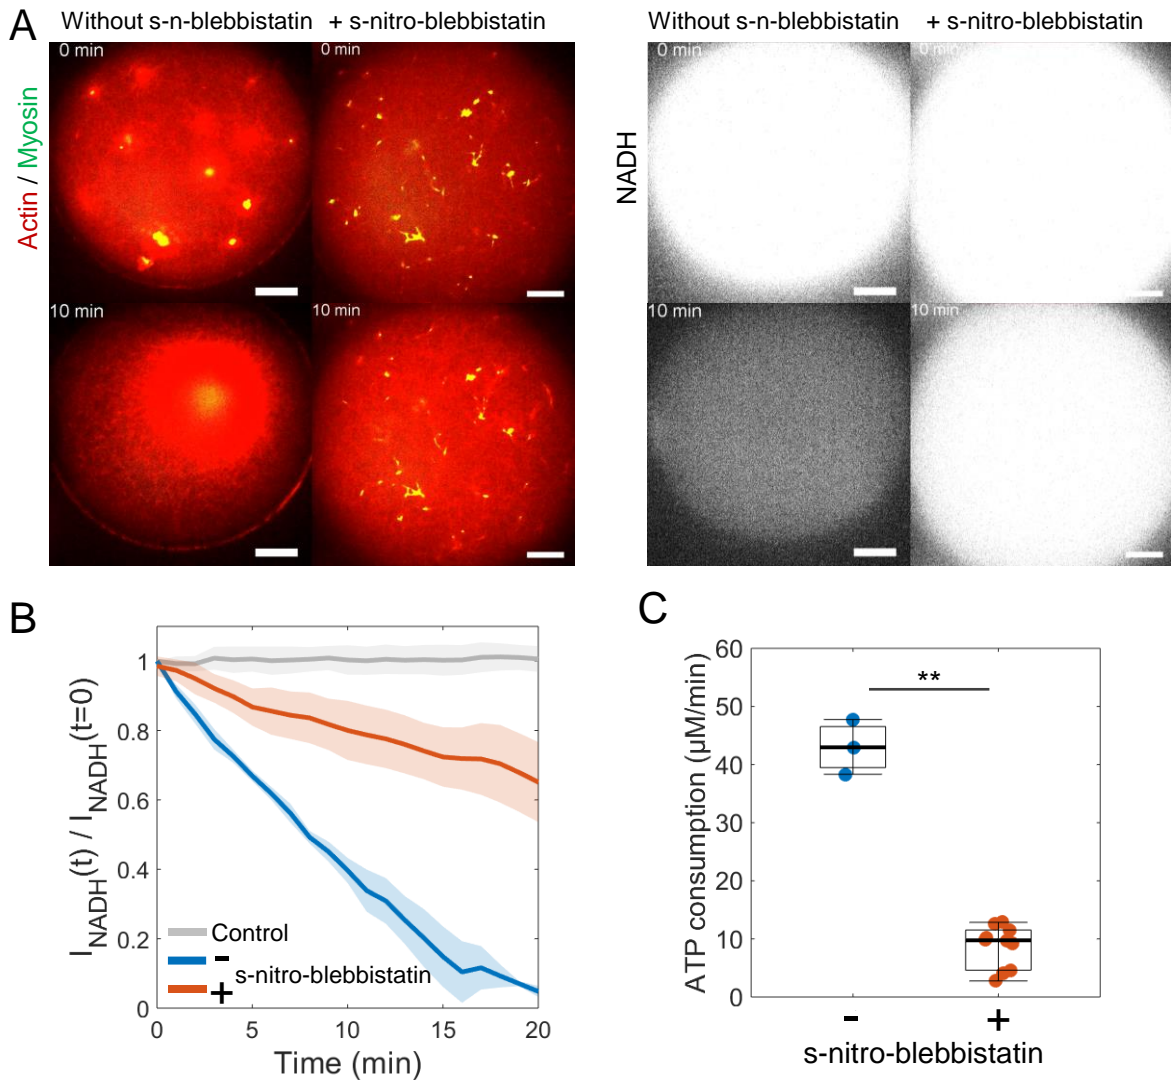 A
Without s-n-blebbistatin + s-nitro-blebbistatin
Without s-n-blebbistatin + s-nitro-blebbistatin
Actin / Myosin
0 min
0 min
10 min
10 min
NADH
0 min
0 min
10 min
10 min
B
I_NADH(t) / I_NADH(t=0)
1
0.8
0.6
0.4
0.2
0
0 5 10 15 20
Time (min)
Control
-
s-nitro-blebbistatin
+
C
ATP consumption (μM/min)
60
50
40
30
20
10
0
**
- +
s-nitro-blebbistatin